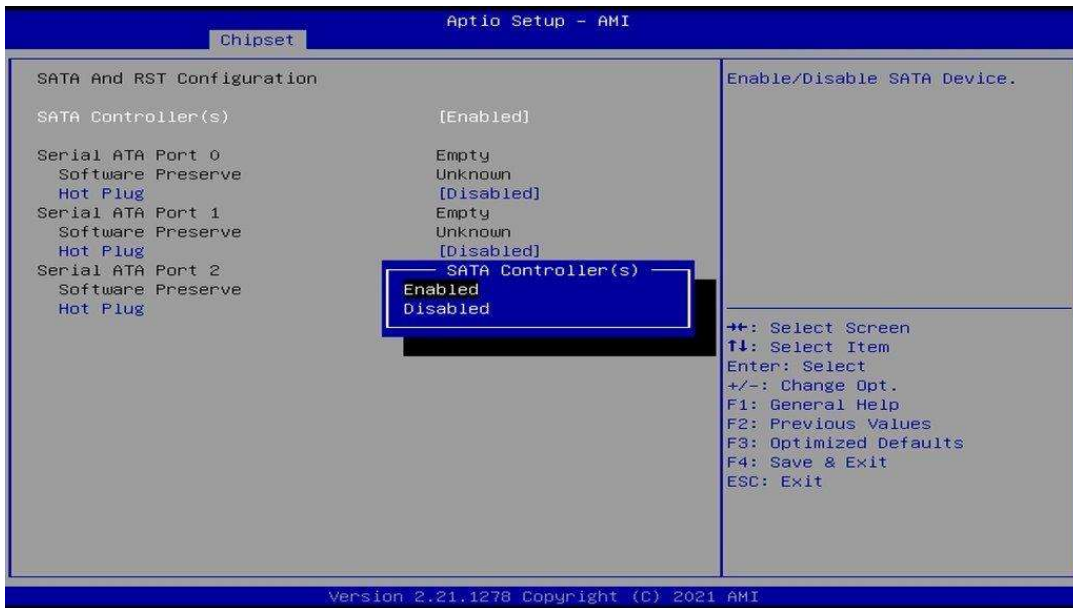 Aptio Setup – AMI
Chipset
SATA And RST Configuration
Enable/Disable SATA Device.
SATA Controller(s) [Enabled]
Serial ATA Port 0 Empty
Software Preserve Unknown
Hot Plug [Disabled]
Serial ATA Port 1 Empty
Software Preserve Unknown
Hot Plug [Disabled]
Serial ATA Port 2
Software Preserve
Hot Plug
SATA Controller(s)
Enabled
Disabled
→←: Select Screen
↑↓: Select Item
Enter: Select
+/-: Change Opt.
F1: General Help
F2: Previous Values
F3: Optimized Defaults
F4: Save & Exit
ESC: Exit
Version 2.21.1278 Copyright (C) 2021 AMI